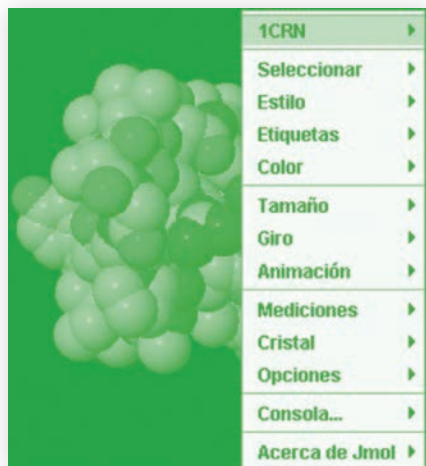 1CRN
Seleccionar
Estilo
Etiquetas
Color
Tamaño
Giro
Animación
Mediciones
Cristal
Opciones
Consola...
Acerca de Jmol